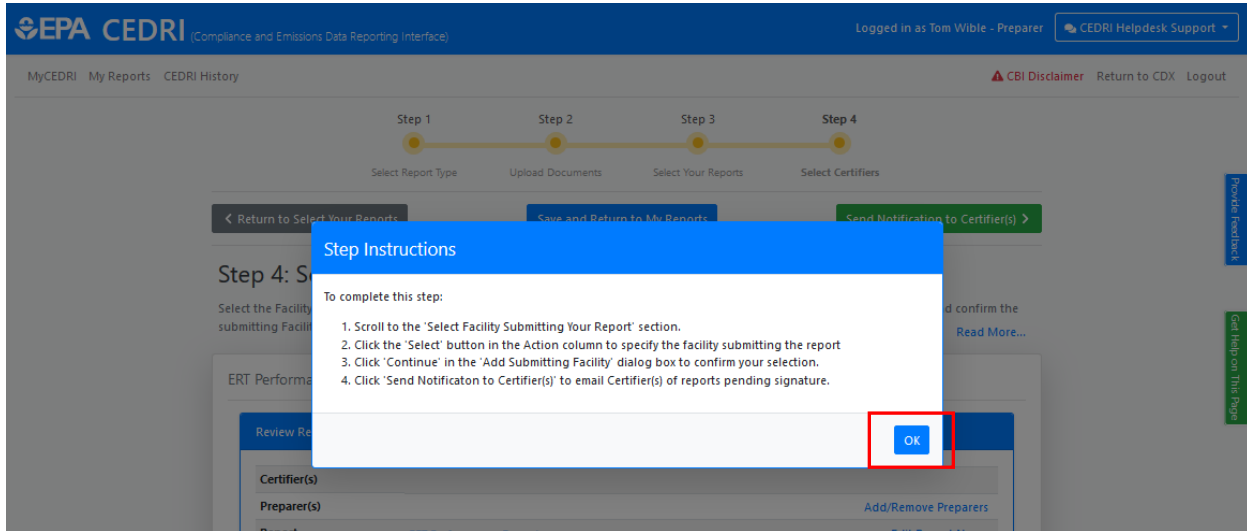 EPA CEDRI (Compliance and Emissions Data Reporting Interface)
Logged in as Tom Wible - Preparer
CEDRI Helpdesk Support
MyCEDRI My Reports CEDRI History
CBI Disclaimer Return to CDX Logout
Step 1 Step 2 Step 3 Step 4
Select Report Type Upload Documents Select Your Reports Select Certifiers
Return to Select Your Reports
Save and Return to My Reports
Send Notification to Certifier(s)
Step Instructions
Step 4:
To complete this step:
Select the Facility
d confirm the
submitting
Read More...
1. Scroll to the 'Select Facility Submitting Your Report' section.
2. Click the 'Select' button in the Action column to specify the facility submitting the report
3. Click 'Continue' in the 'Add Submitting Facility' dialog box to confirm your selection.
4. Click 'Send Notificaton to Certifier(s)' to email Certifier(s) of reports pending signature.
ERT Performa
Review Re
OK
Certifier(s)
Preparer(s)
Add/Remove Preparers
Provide Feedback
Get Help on This Page